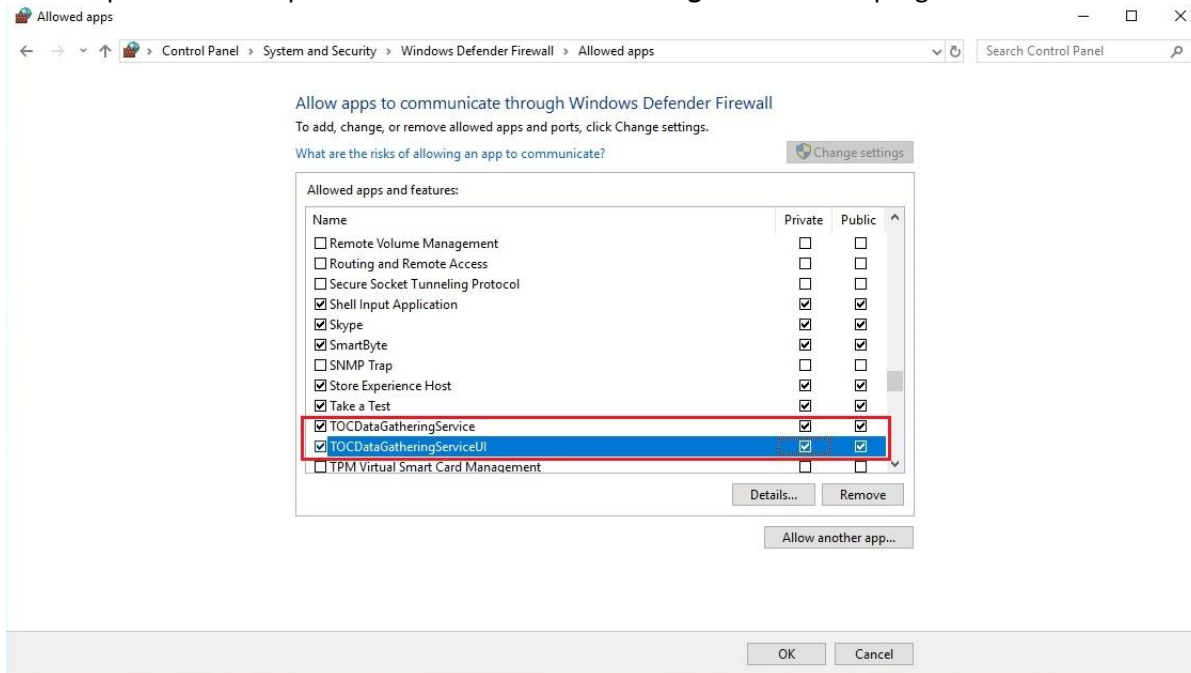 Allowed apps
Control Panel > System and Security > Windows Defender Firewall > Allowed apps
Search Control Panel
Allow apps to communicate through Windows Defender Firewall
To add, change, or remove allowed apps and ports, click Change settings.
What are the risks of allowing an app to communicate?
Change settings
Allowed apps and features:
Name Private Public
Remote Volume Management
Routing and Remote Access
Secure Socket Tunneling Protocol
Shell Input Application
Skype
SmartByte
SNMP Trap
Store Experience Host
Take a Test
TOCDataGatheringService
TOCDataGatheringServiceUI
TPM Virtual Smart Card Management
Details... Remove
Allow another app...
OK Cancel